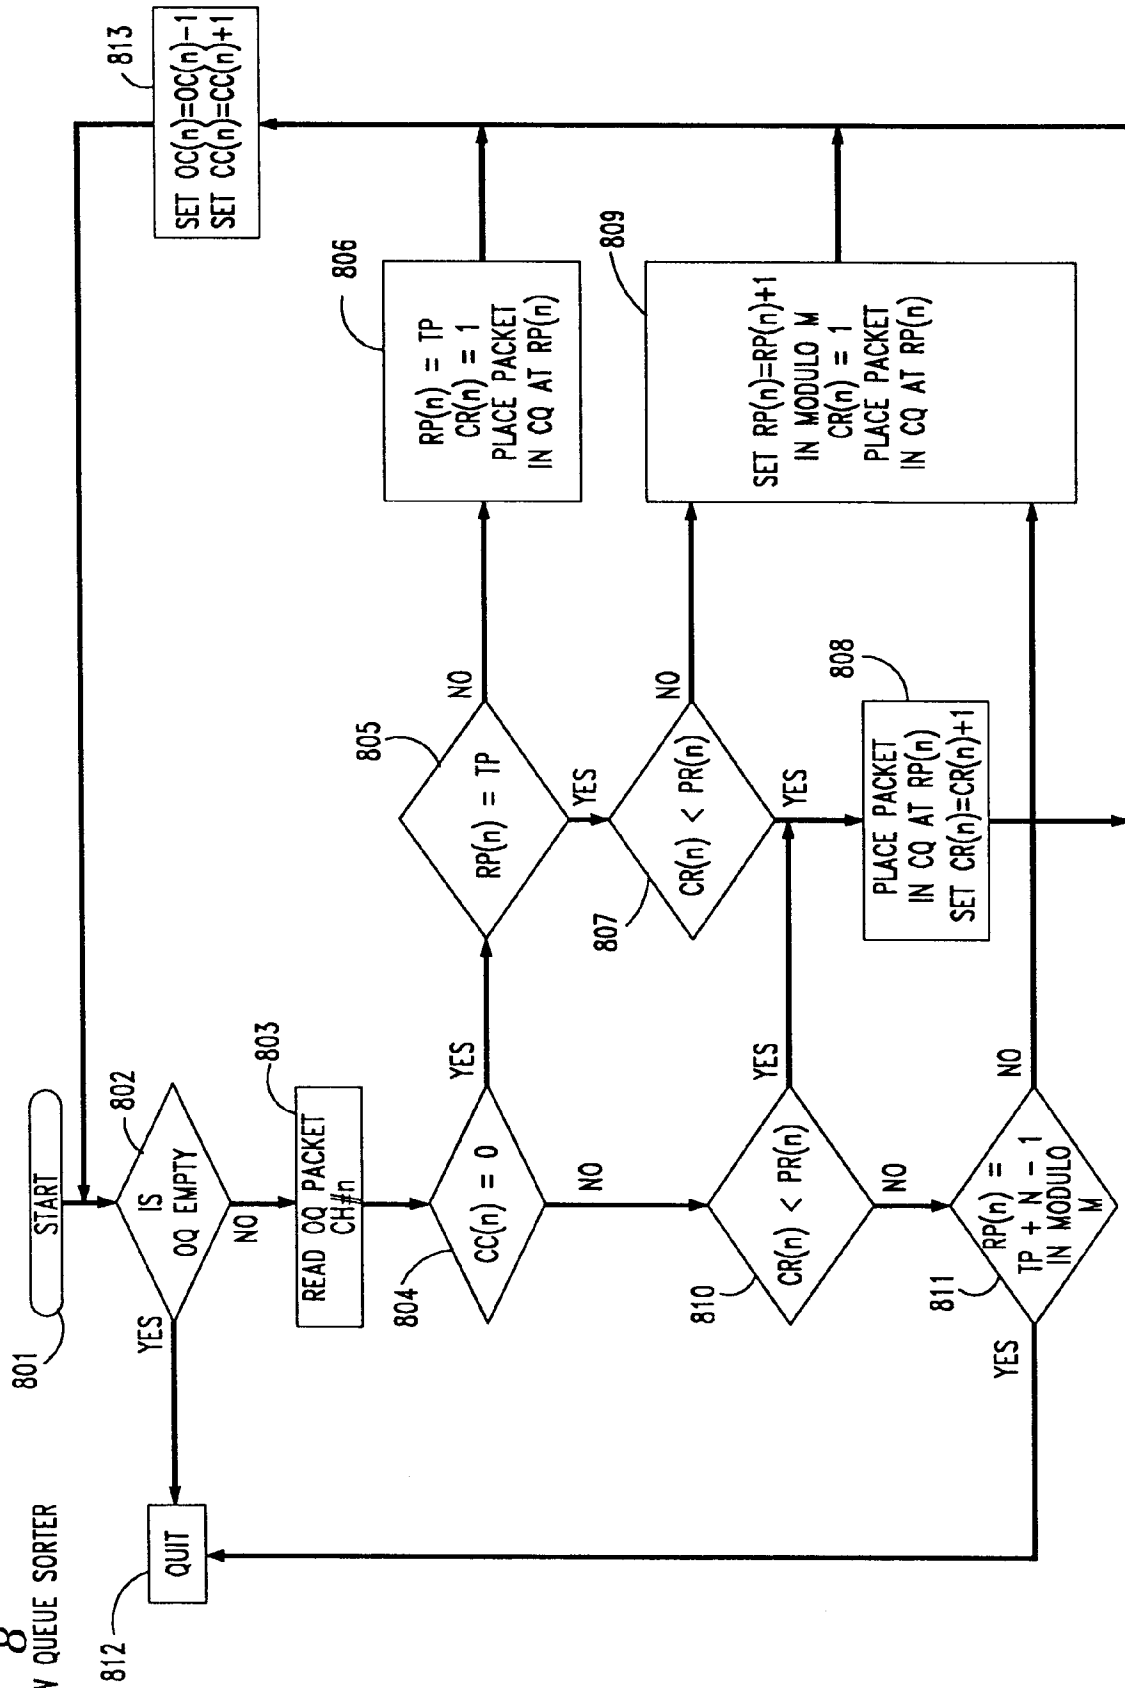 8
QUEUE SORTER
801
START
802
IS
OQ EMPTY
YES
NO
812
QUIT
803
READ OQ PACKET
CH#n
804
CC(n) = 0
YES
NO
805
RP(n) = TP
NO
YES
806
RP(n) = TP
CR(n) = 1
PLACE PACKET
IN CQ AT RP(n)
807
CR(n) < PR(n)
NO
YES
808
PLACE PACKET
IN CQ AT RP(n)
SET CR(n)=CR(n)+1
809
SET RP(n)=RP(n)+1
IN MODULO M
CR(n) = 1
PLACE PACKET
IN CQ AT RP(n)
810
CR(n) < PR(n)
YES
NO
811
RP(n) =
TP + N - 1
IN MODULO
M
YES
NO
813
SET OC(n)=OC(n)-1
SET CC(n)=CC(n)+1